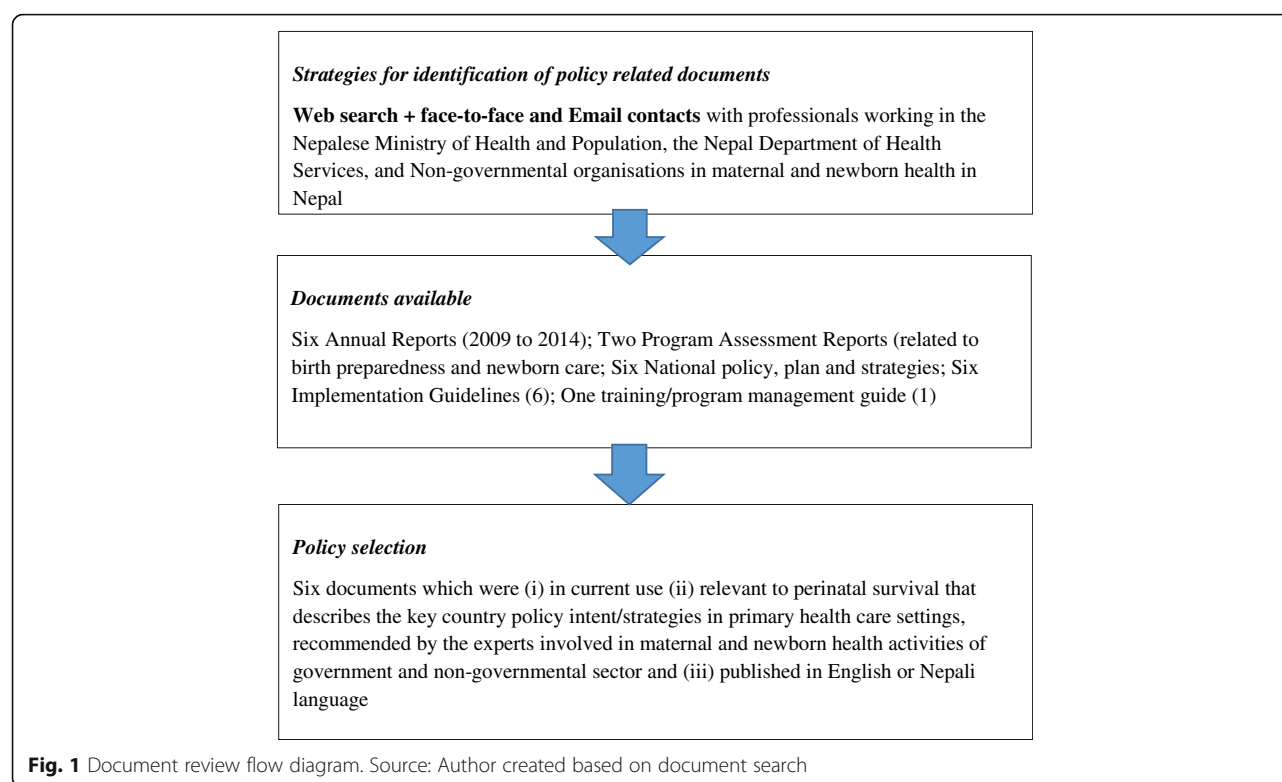 Strategies for identification of policy related documents
Web search + face-to-face and Email contacts with professionals working in the
Nepalese Ministry of Health and Population, the Nepal Department of Health
Services, and Non-governmental organisations in maternal and newborn health in
Nepal
Documents available
Six Annual Reports (2009 to 2014); Two Program Assessment Reports (related to
birth preparedness and newborn care; Six National policy, plan and strategies; Six
Implementation Guidelines (6); One training/program management guide (1)
Policy selection
Six documents which were (i) in current use (ii) relevant to perinatal survival that
describes the key country policy intent/strategies in primary health care settings,
recommended by the experts involved in maternal and newborn health activities of
government and non-governmental sector and (iii) published in English or Nepali
language
Fig. 1 Document review flow diagram. Source: Author created based on document search